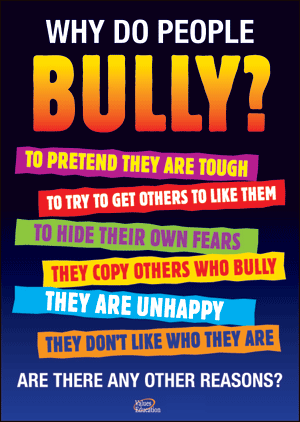 WHY DO PEOPLE
BULLY?
TO PRETEND THEY ARE TOUGH
TO TRY TO GET OTHERS TO LIKE THEM
TO HIDE THEIR OWN FEARS
THEY COPY OTHERS WHO BULLY
THEY ARE UNHAPPY
THEY DON'T LIKE WHO THEY ARE
ARE THERE ANY OTHER REASONS?
Values
Education